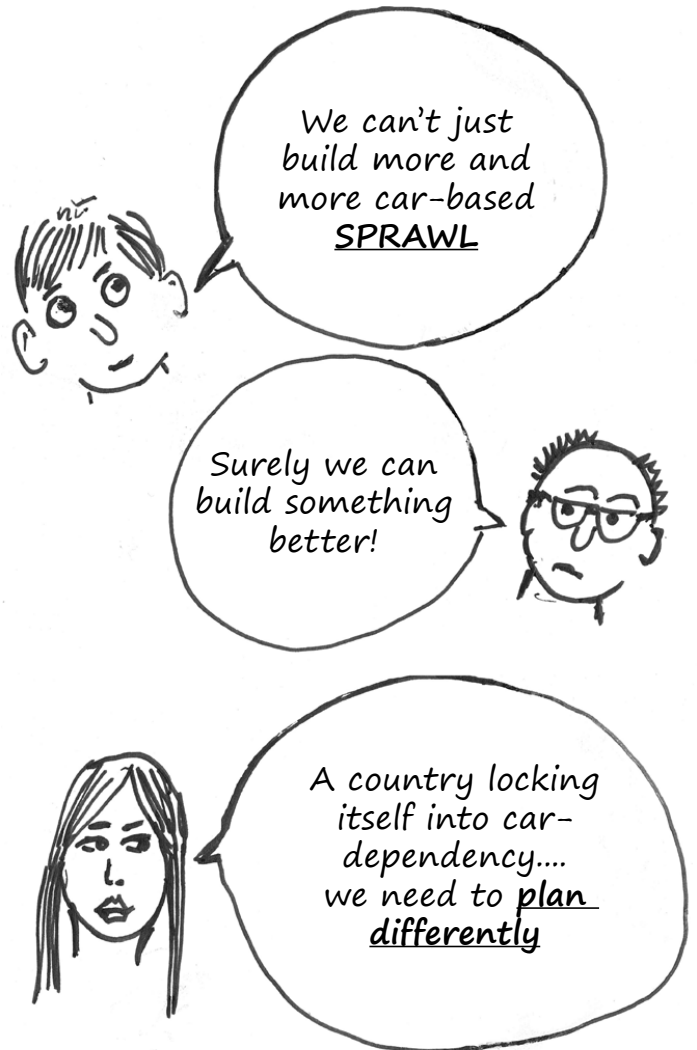 We can't just
build more and
more car-based
SPRAWL
Surely we can
build something
better!
A country locking
itself into car-
dependency....
we need to plan
differently